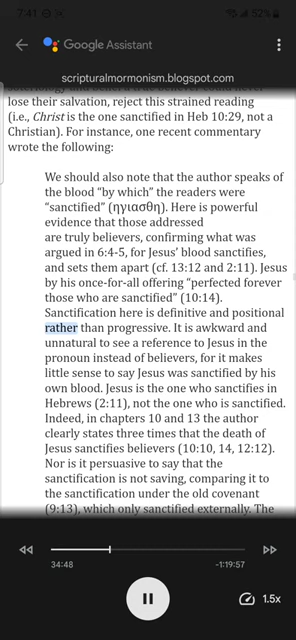 7:41
52%
Google Assistant
scripturalmormonism.blogspot.com
lose their salvation, reject this strained reading
(i.e., Christ is the one sanctified in Heb 10:29, not a
Christian). For instance, one recent commentary
wrote the following:
We should also note that the author speaks of
the blood “by which” the readers were
“sanctified” (ηγιασθη). Here is powerful
evidence that those addressed
are truly believers, confirming what was
argued in 6:4-5, for Jesus’ blood sanctifies,
and sets them apart (cf. 13:12 and 2:11). Jesus
by his once-for-all offering “perfected forever
those who are sanctified” (10:14).
Sanctification here is definitive and positional
rather than progressive. It is awkward and
unnatural to see a reference to Jesus in the
pronoun instead of believers, for it makes
little sense to say Jesus was sanctified by his
own blood. Jesus is the one who sanctifies in
Hebrews (2:11), not the one who is sanctified.
Indeed, in chapters 10 and 13 the author
clearly states three times that the death of
Jesus sanctifies believers (10:10, 14, 12:12).
Nor is it persuasive to say that the
sanctification is not saving, comparing it to
the sanctification under the old covenant
(9:13), which only sanctified externally. The
34:48
-1:19:57
1.5x